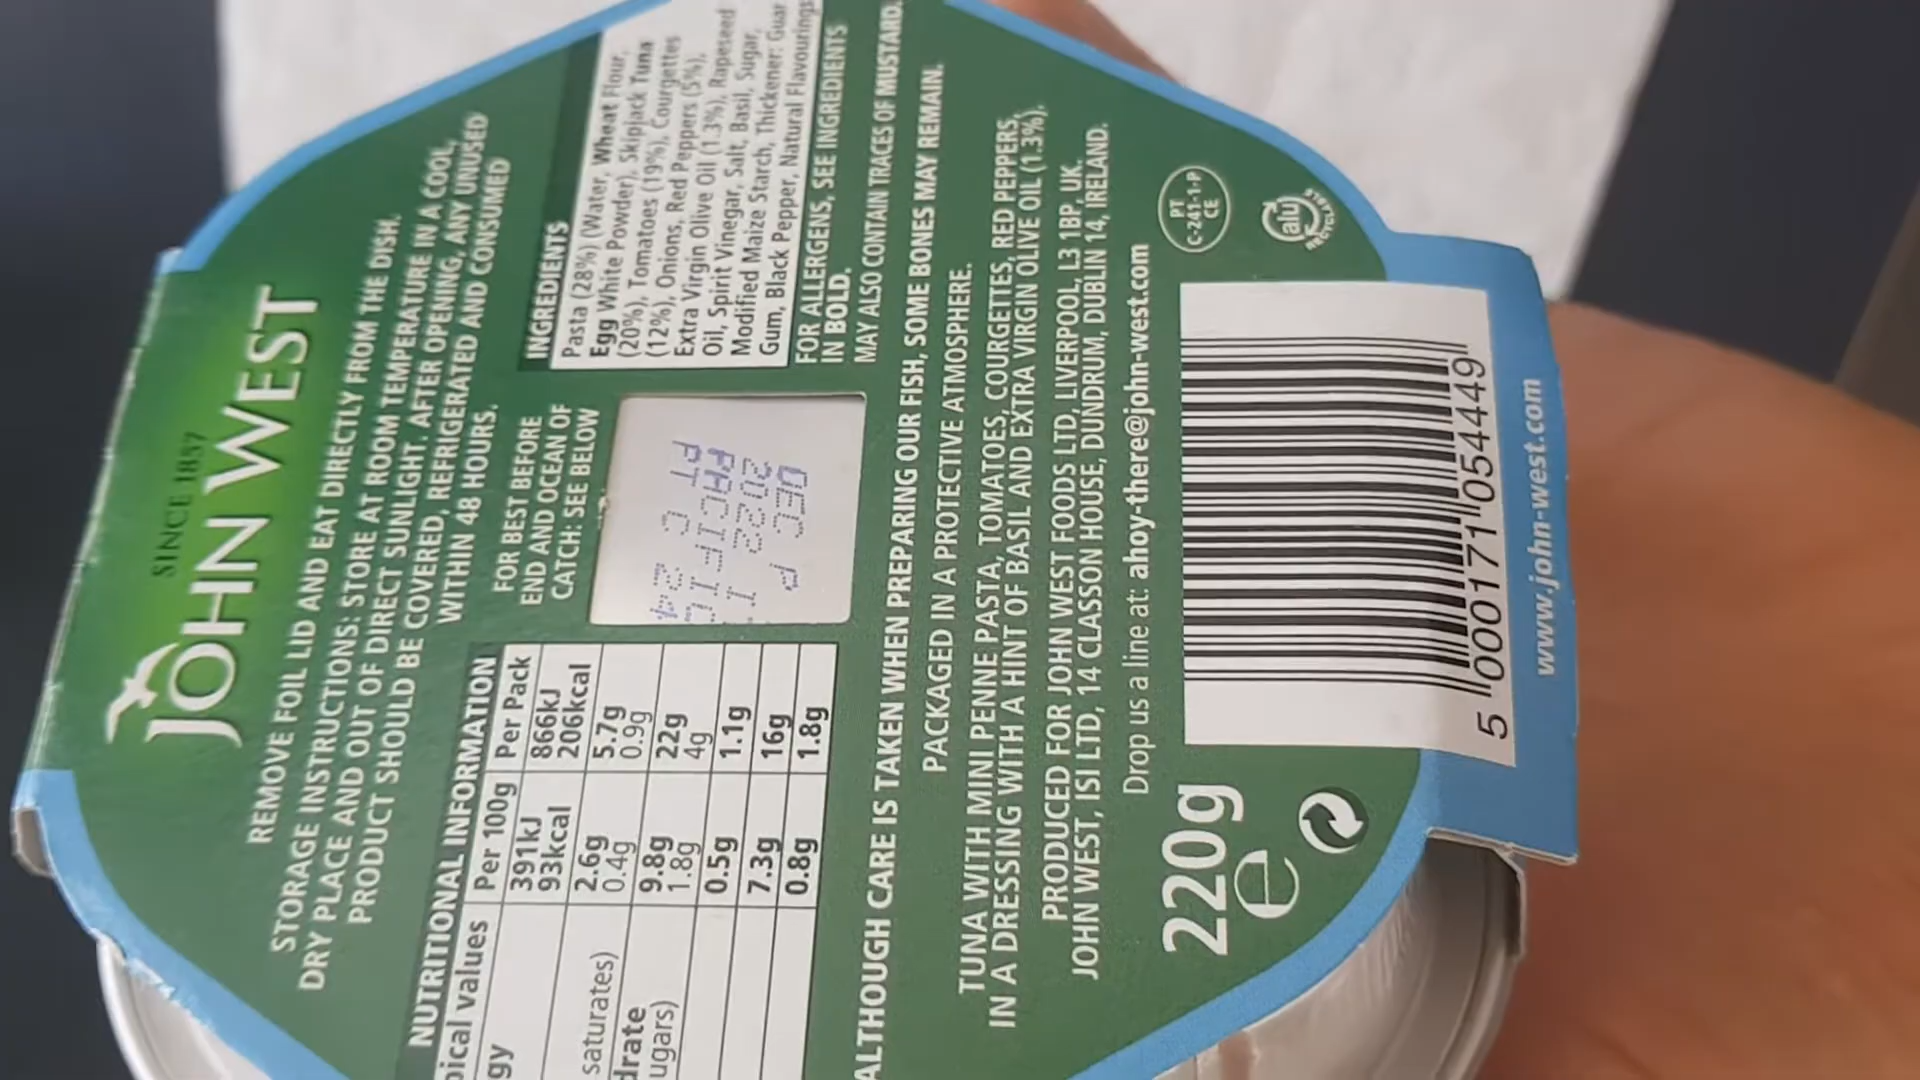 SINCE 1857
JOHN WEST
REMOVE FOIL LID AND EAT DIRECTLY FROM THE DISH.
STORAGE INSTRUCTIONS: STORE AT ROOM TEMPERATURE IN A COOL,
DRY PLACE AND OUT OF DIRECT SUNLIGHT. AFTER OPENING, ANY UNUSED
PRODUCT SHOULD BE COVERED, REFRIGERATED AND CONSUMED
WITHIN 48 HOURS.
NUTRITIONAL INFORMATION
pical values Per 100g Per Pack
gy 391kJ 866kJ
93kcal 206kcal
2.6g 5.7g
saturates) 0.4g 0.9g
drate 9.8g 22g
ugars) 1.8g 4g
0.5g 1.1g
7.3g 16g
0.8g 1.8g
FOR BEST BEFORE
END AND OCEAN OF
CATCH: SEE BELOW
DEC P
2022 1
PACIFIC
PT C 24
INGREDIENTS
Pasta (28%) (Water, Wheat Flour,
Egg White Powder), Skipjack Tuna
(20%), Tomatoes (19%), Courgettes
(12%), Onions, Red Peppers (5%),
Extra Virgin Olive Oil (1.3%), Rapeseed
Oil, Spirit Vinegar, Salt, Basil, Sugar,
Modified Maize Starch, Thickener: Guar
Gum, Black Pepper, Natural Flavourings
FOR ALLERGENS, SEE INGREDIENTS
IN BOLD.
MAY ALSO CONTAIN TRACES OF MUSTARD.
ALTHOUGH CARE IS TAKEN WHEN PREPARING OUR FISH, SOME BONES MAY REMAIN.
PACKAGED IN A PROTECTIVE ATMOSPHERE.
TUNA WITH MINI PENNE PASTA, TOMATOES, COURGETTES, RED PEPPERS,
IN A DRESSING WITH A HINT OF BASIL AND EXTRA VIRGIN OLIVE OIL (1.3%).
PRODUCED FOR JOHN WEST FOODS LTD, LIVERPOOL, L3 1BP, UK.
JOHN WEST, ISI LTD, 14 CLASSON HOUSE, DUNDRUM, DUBLIN 14, IRELAND.
Drop us a line at: ahoy-there@john-west.com
220g
e
PT
C-241-1-P
CE
alu
RECYCLABLE
5 000171 054449
www.john-west.com